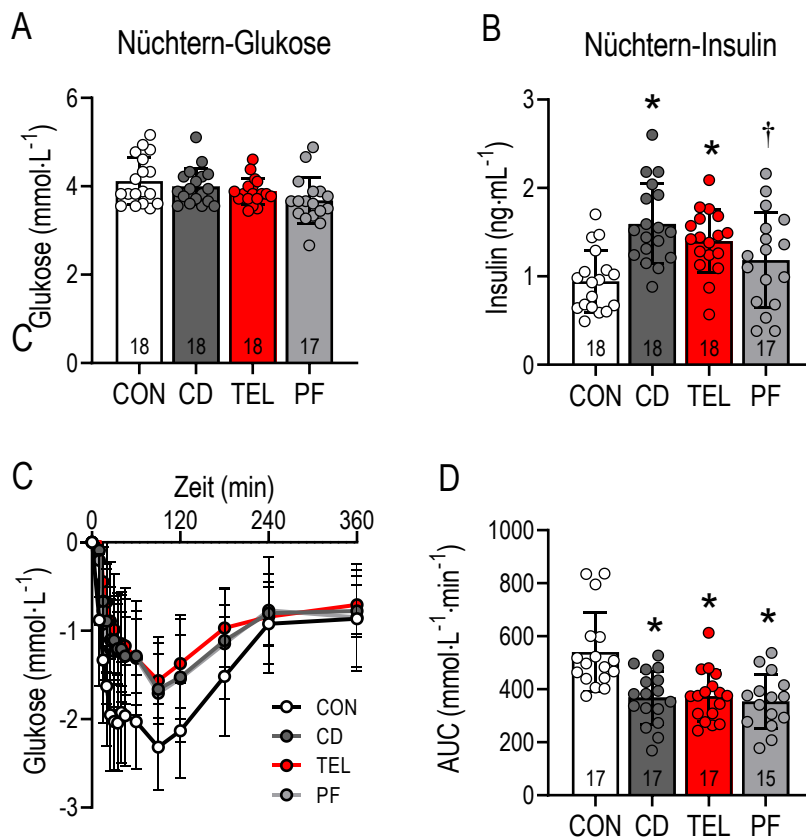 A
Nüchtern-Glukose
Glukose (mmol·L⁻¹)
6
4
2
0
18
18
18
17
CON
CD
TEL
PF
C
B
Nüchtern-Insulin
Insulin (ng·mL⁻¹)
3
2
1
0
*
*
†
18
18
18
17
CON
CD
TEL
PF
C
Zeit (min)
0
120
240
360
Glukose (mmol·L⁻¹)
0
-1
-2
-3
CON
CD
TEL
PF
D
AUC (mmol·L⁻¹·min⁻¹)
1000
800
600
400
200
0
*
*
*
17
17
17
15
CON
CD
TEL
PF